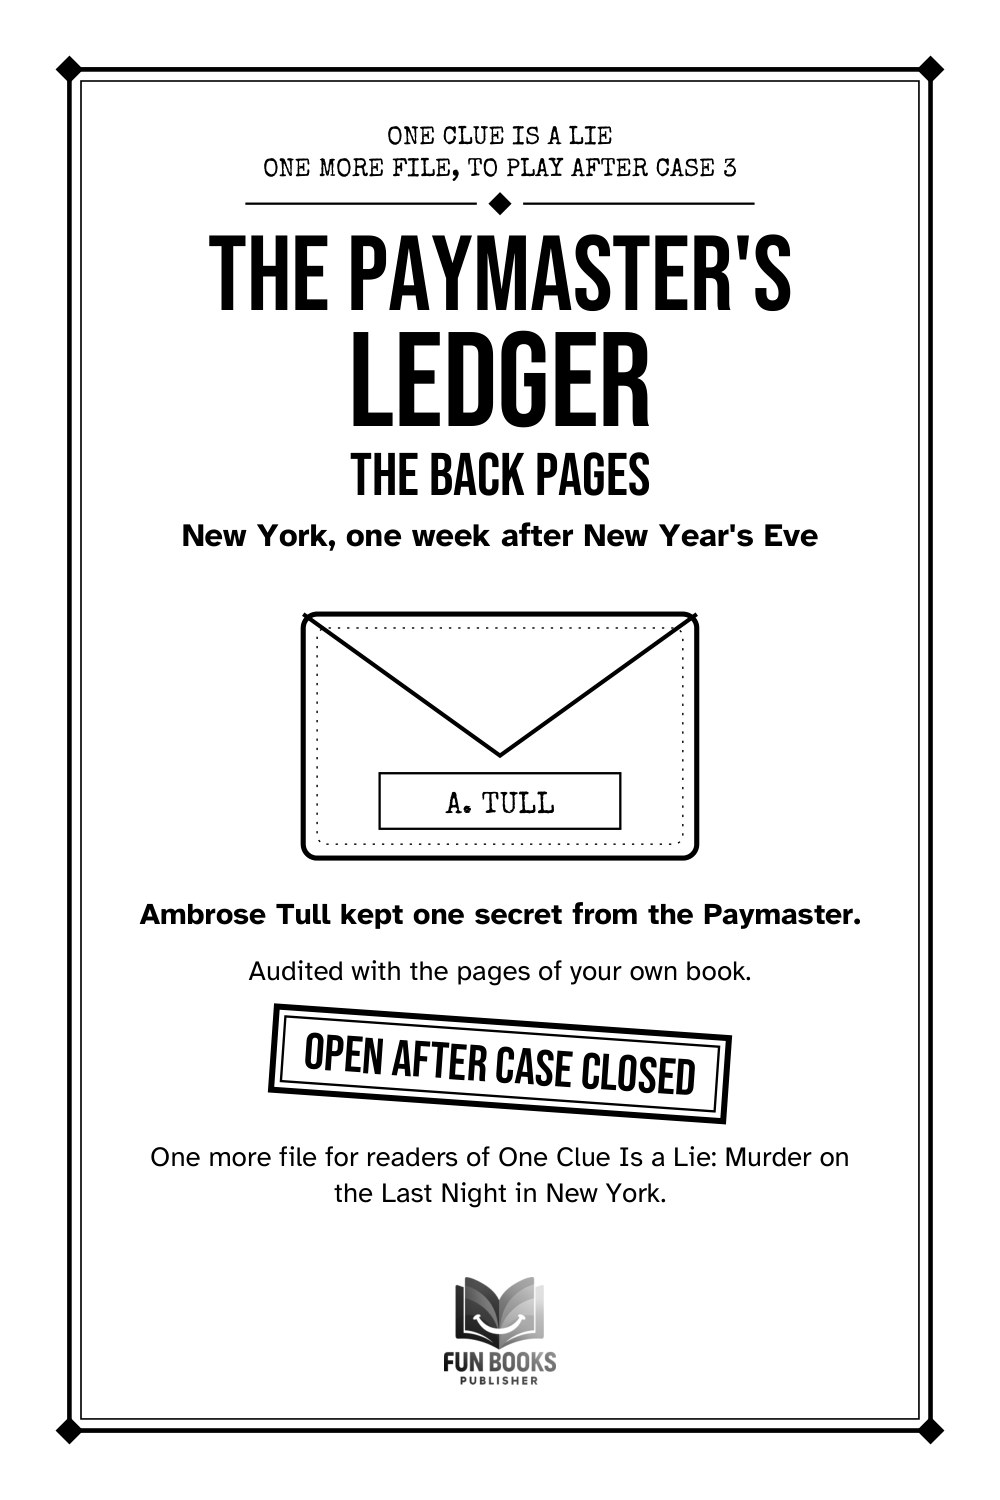 ONE CLUE IS A LIE
ONE MORE FILE, TO PLAY AFTER CASE 3
THE PAYMASTER'S
LEDGER
THE BACK PAGES
New York, one week after New Year's Eve
A. TULL
Ambrose Tull kept one secret from the Paymaster.
Audited with the pages of your own book.
OPEN AFTER CASE CLOSED
One more file for readers of One Clue Is a Lie: Murder on
the Last Night in New York.
FUN BOOKS
PUBLISHER